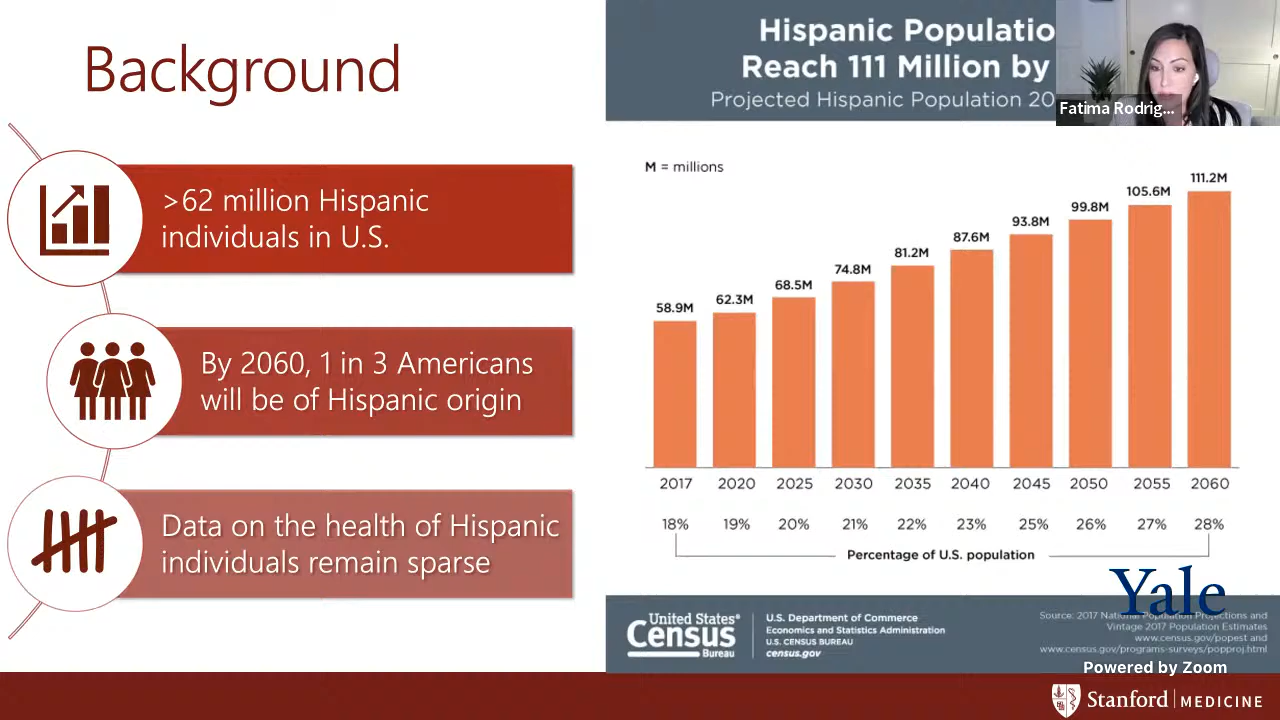 Background
>62 million Hispanic
individuals in U.S.
By 2060, 1 in 3 Americans
will be of Hispanic origin
Data on the health of Hispanic
individuals remain sparse
Hispanic Populatio
Reach 111 Million by
Projected Hispanic Population 20
Fatima Rodrig...
M = millions
58.9M
62.3M
68.5M
74.8M
81.2M
87.6M
93.8M
99.8M
105.6M
111.2M
2017 2020 2025 2030 2035 2040 2045 2050 2055 2060
18% 19% 20% 21% 22% 23% 25% 26% 27% 28%
Percentage of U.S. population
United States®
Census
Bureau
U.S. Department of Commerce
Economics and Statistics Administration
U.S. CENSUS BUREAU
census.gov
Yale
Source: 2017 National Population Projections and
Vintage 2017 Population Estimates
www.census.gov/popest and
www.census.gov/programs-surveys/popproj.html
Powered by Zoom
Stanford MEDICINE